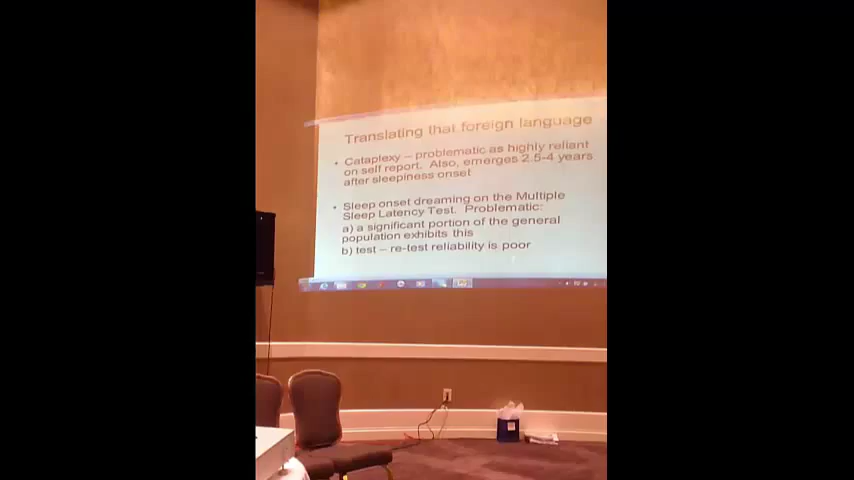 Translating that foreign language
• Cataplexy – problematic as highly reliant
on self report. Also, emerges 2.5-4 years
after sleepiness onset
• Sleep onset dreaming on the Multiple
Sleep Latency Test. Problematic:
a) a significant portion of the general
population exhibits this
b) test – re-test reliability is poor